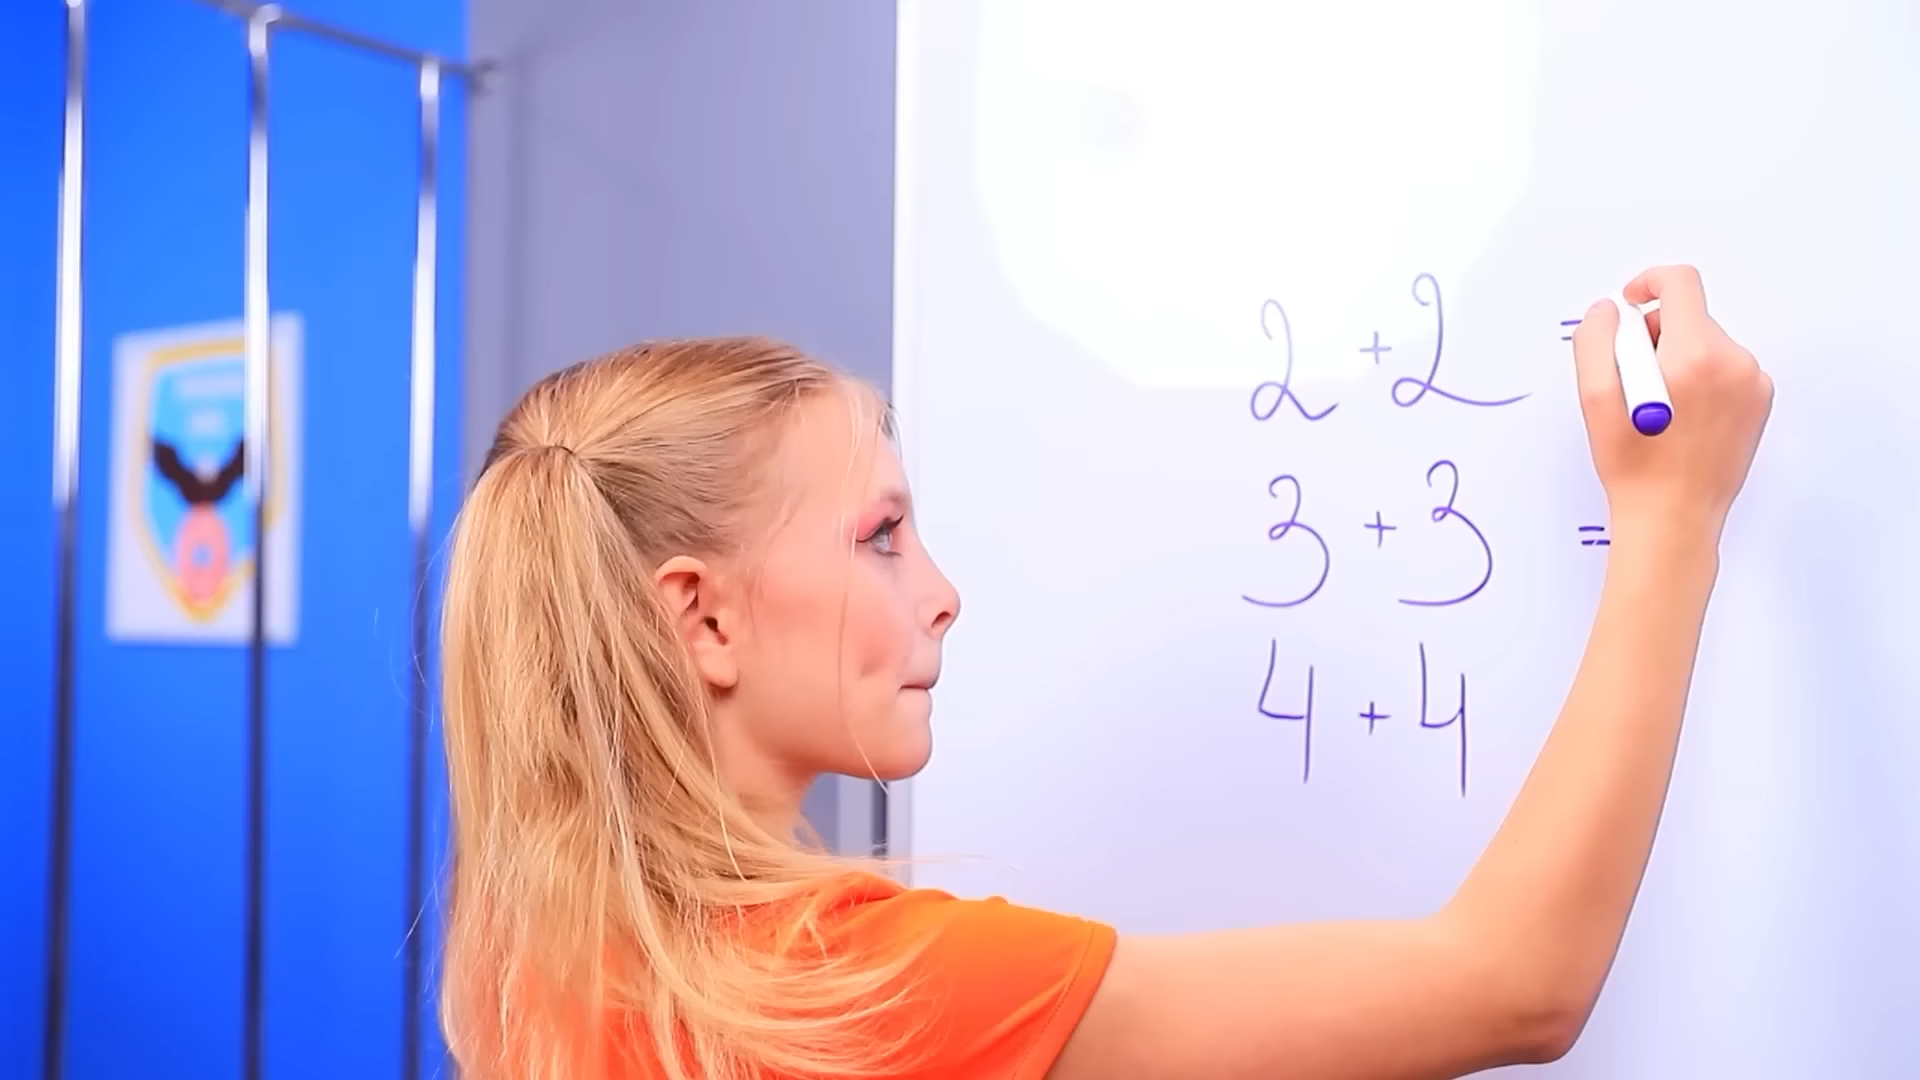 2 + 2 =
3 + 3 =
4 + 4